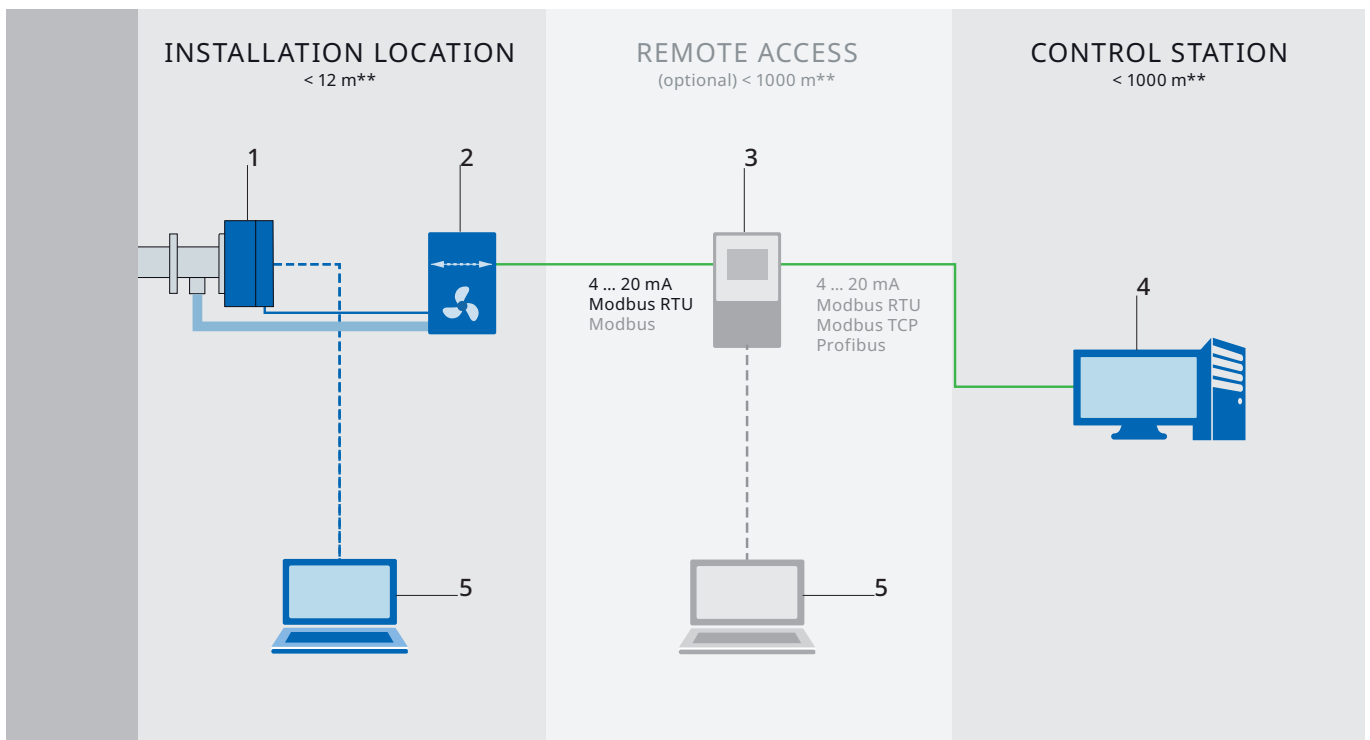 INSTALLATION LOCATION
< 12 m**
REMOTE ACCESS
(optional) < 1000 m**
CONTROL STATION
< 1000 m**
1
2
3
4 ... 20 mA
Modbus RTU
Modbus
4 ... 20 mA
Modbus RTU
Modbus TCP
Profibus
4
5
5